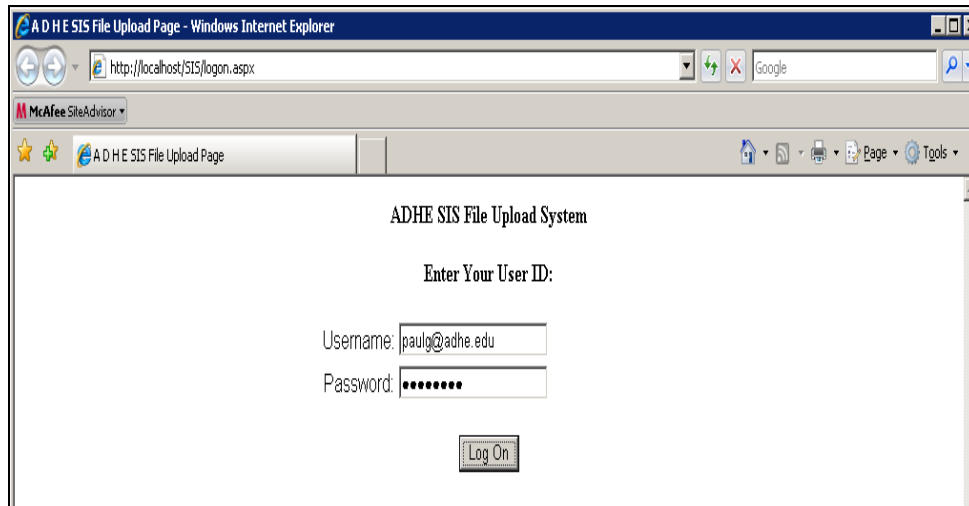 A D H E SIS File Upload Page - Windows Internet Explorer
http://localhost/SIS/logon.aspx
Google
McAfee SiteAdvisor
A D H E SIS File Upload Page
Page
Tools
ADHE SIS File Upload System
Enter Your User ID:
Username: paulg@adhe.edu
Password: ••••••••
Log On